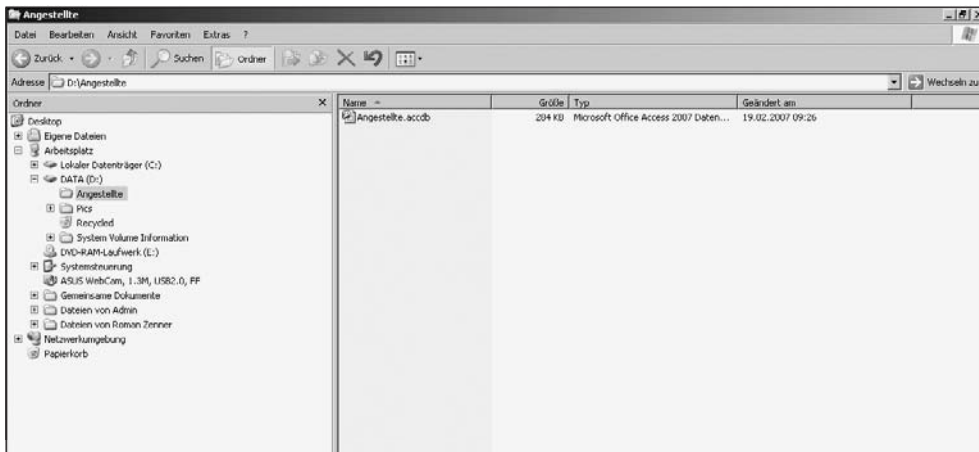 Angestellte
Datei Bearbeiten Ansicht Favoriten Extras ?
Zurück Suchen Ordner
Adresse D:\Angestellte Wechseln zu
Ordner
Name Größe Typ Geändert am
Angestellte.accdb 284 KB Microsoft Office Access 2007 Daten... 19.02.2007 09:26
Desktop
Eigene Dateien
Arbeitsplatz
Lokaler Datenträger (C:)
DATA (D:)
Angestellte
Pics
Recycled
System Volume Information
DVD-RAM-Laufwerk (E:)
Systemsteuerung
ASUS WebCam, 1.3M, USB2.0, FF
Gemeinsame Dokumente
Dateien von Admin
Dateien von Roman Zenner
Netzwerkumgebung
Papierkorb